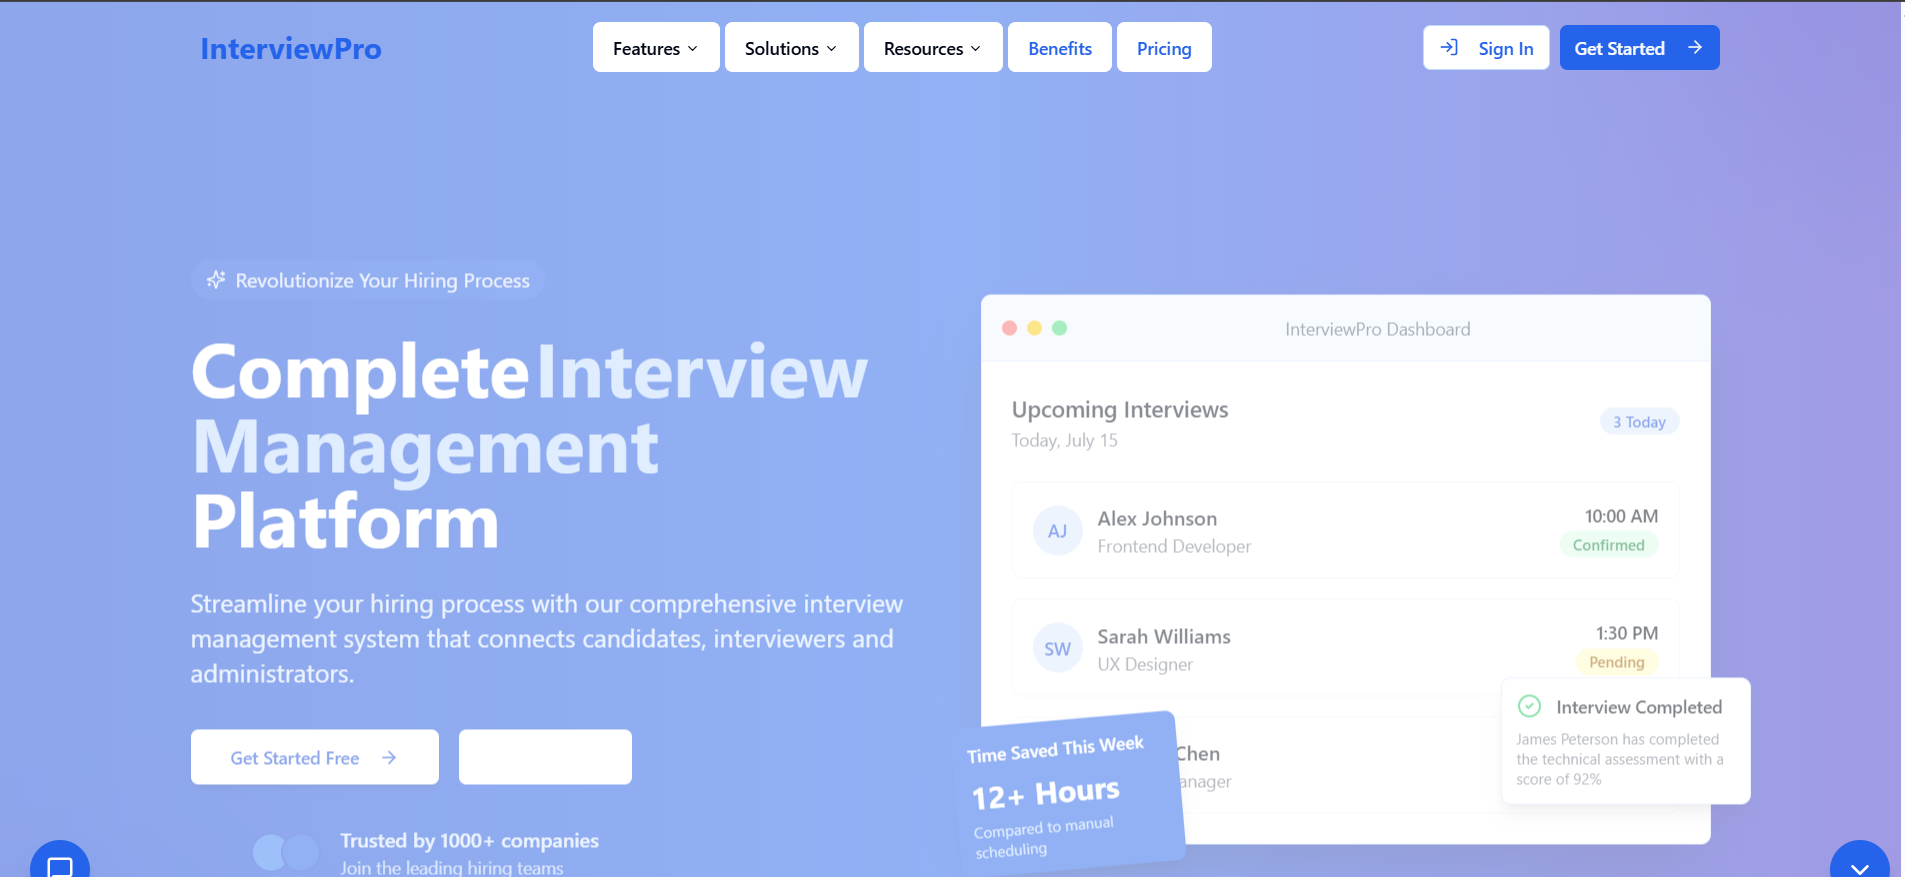 InterviewPro
Features
Solutions
Resources
Benefits
Pricing
Sign In
Get Started
Revolutionize Your Hiring Process
Complete Interview
Management
Platform
Streamline your hiring process with our comprehensive interview
management system that connects candidates, interviewers and
administrators.
Get Started Free
Trusted by 1000+ companies
Join the leading hiring teams
InterviewPro Dashboard
Upcoming Interviews
Today, July 15
3 Today
AJ
Alex Johnson
Frontend Developer
10:00 AM
Confirmed
SW
Sarah Williams
UX Designer
1:30 PM
Pending
Chen
anager
Time Saved This Week
12+ Hours
Compared to manual
scheduling
Interview Completed
James Peterson has completed
the technical assessment with a
score of 92%